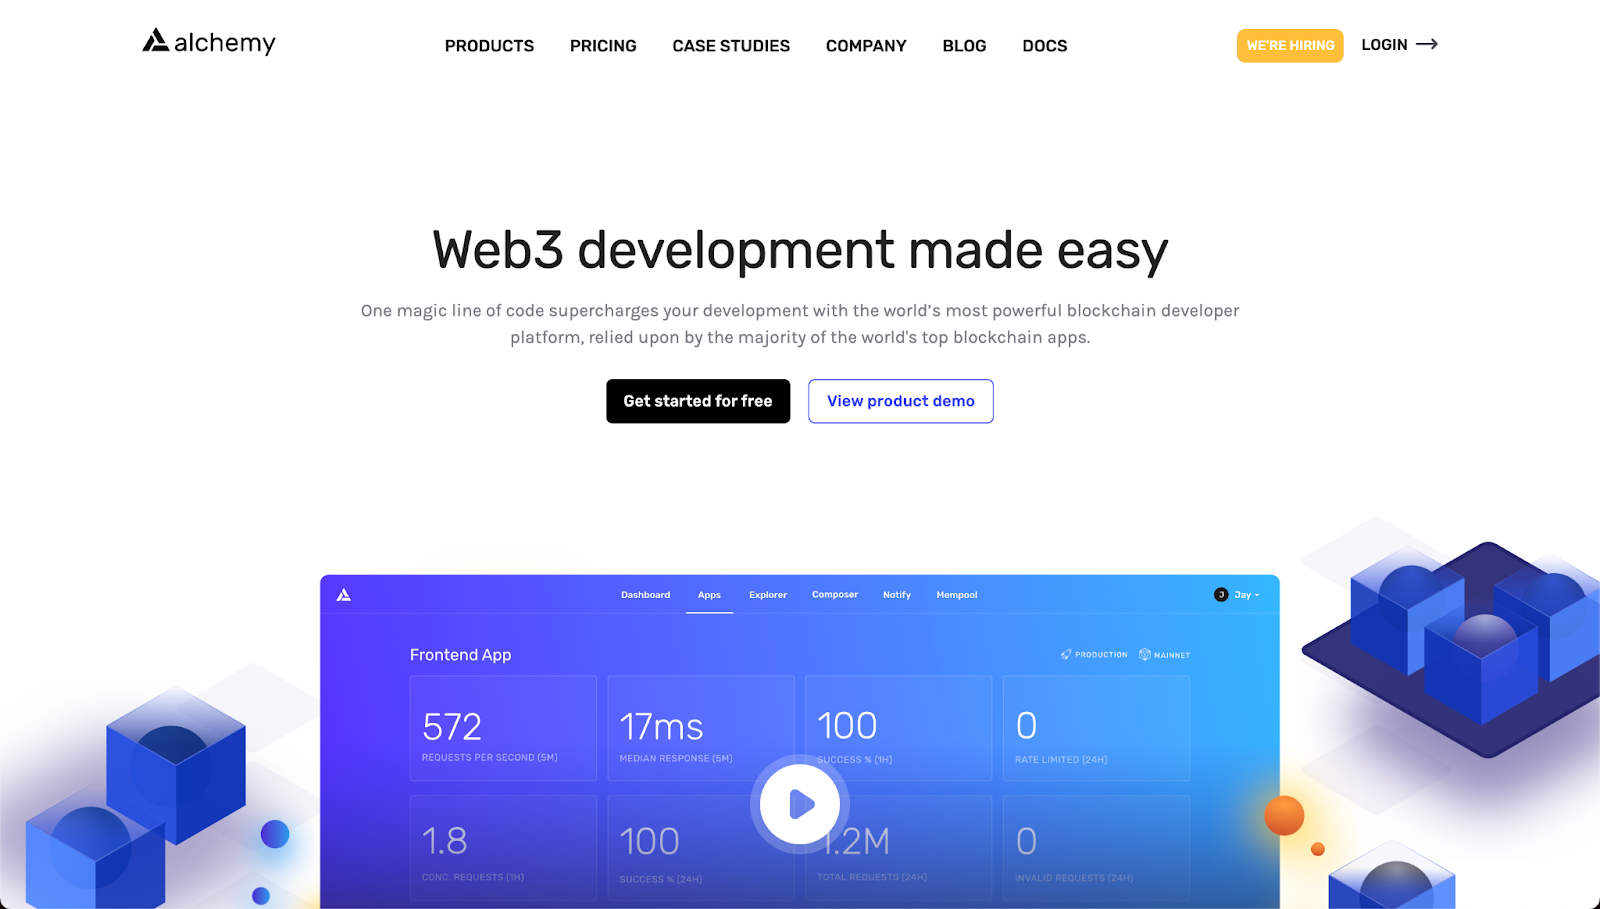 alchemy
PRODUCTS PRICING CASE STUDIES COMPANY BLOG DOCS
WE'RE HIRING LOGIN
Web3 development made easy
One magic line of code supercharges your development with the world’s most powerful blockchain developer
platform, relied upon by the majority of the world's top blockchain apps.
Get started for free View product demo
Dashboard Apps Explorer Composer Notify Mempool
J Jay
Frontend App
PRODUCTION MAINNET
572 17ms 100 0
REQUESTS PER SECOND (5M) MEDIAN RESPONSE (5M) SUCCESS % (1H) RATE LIMITED (24H)
1.8 100 1.2M 0
CONC. REQUESTS (1H) SUCCESS % (24H) TOTAL REQUESTS (24H) INVALID REQUESTS (24H)